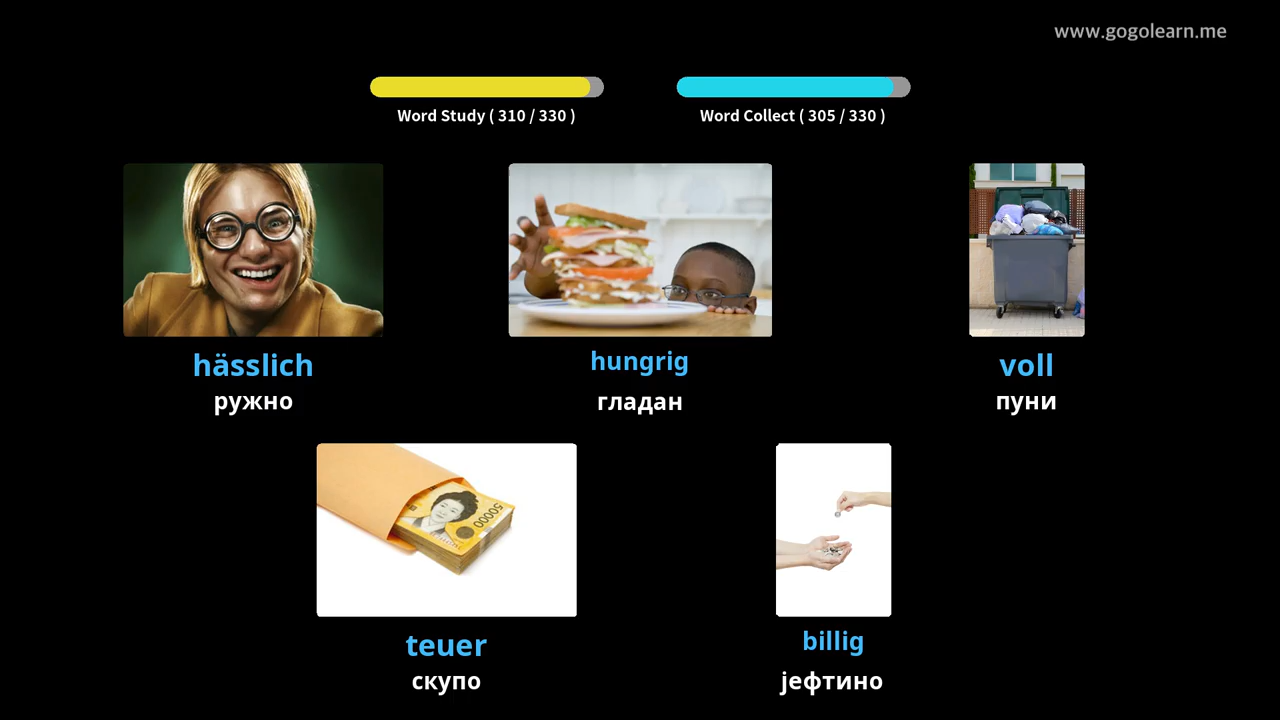 www.gogolearn.me
Word Study ( 310 / 330 )
Word Collect ( 305 / 330 )
hässlich
ружно
hungrig
гладан
voll
пуни
50000
teuer
скупо
billig
јефтино